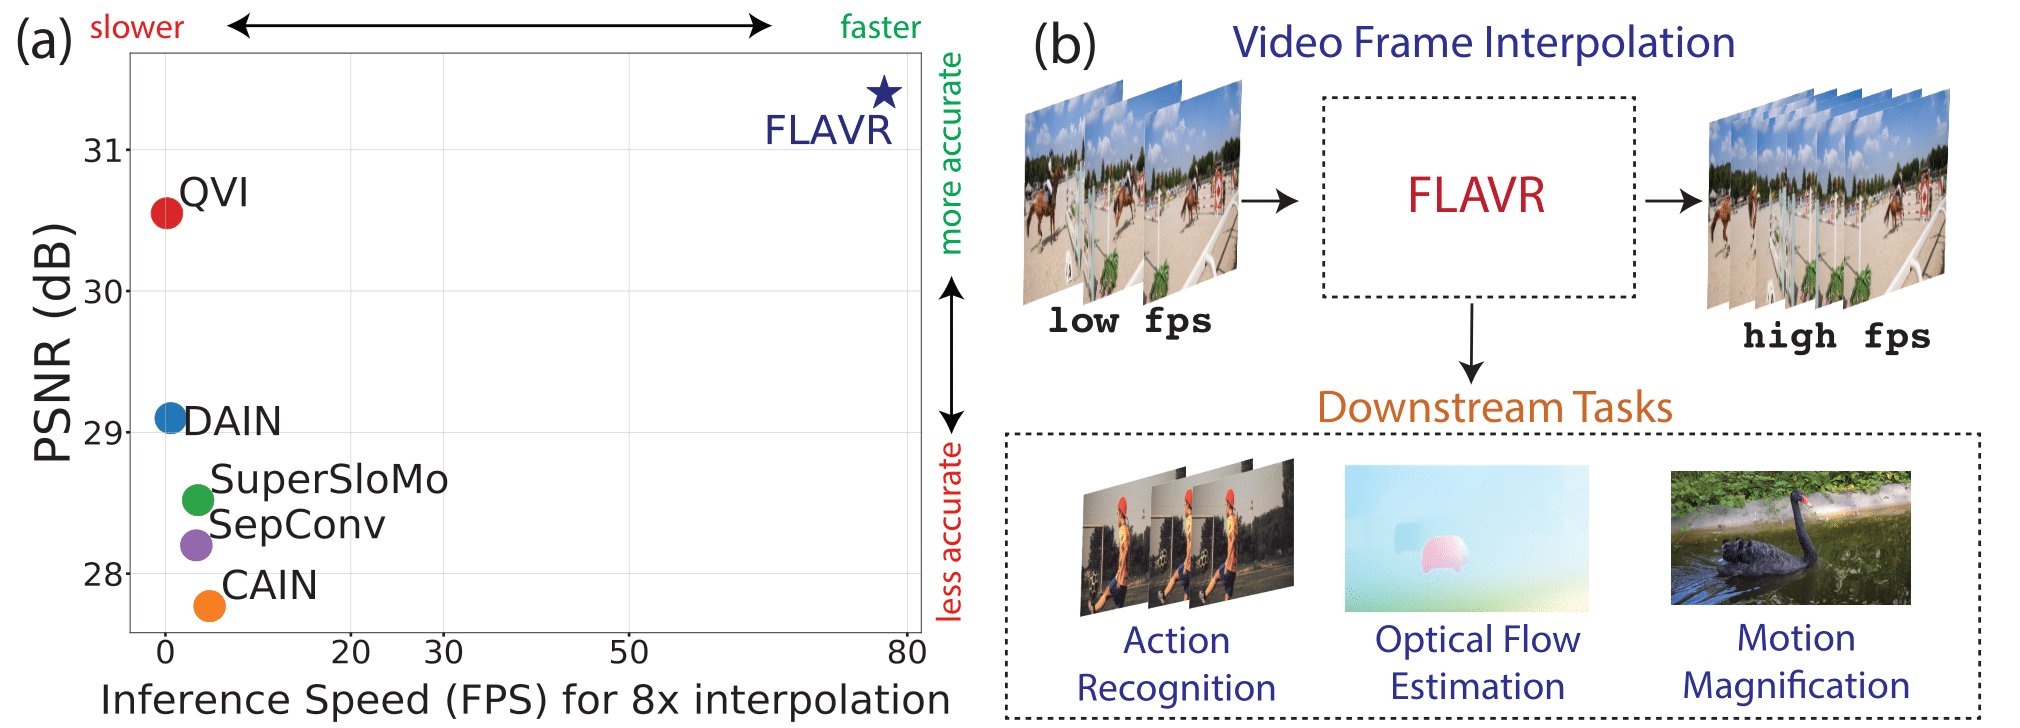 (a)
slower
faster
31
30
29
28
PSNR (dB)
FLAVR
QVI
DAIN
SuperSloMo
SepConv
CAIN
more accurate
less accurate
0 20 30 50 80
Inference Speed (FPS) for 8x interpolation
(b)
Video Frame Interpolation
FLAVR
low fps
high fps
Downstream Tasks
Action
Recognition
Optical Flow
Estimation
Motion
Magnification